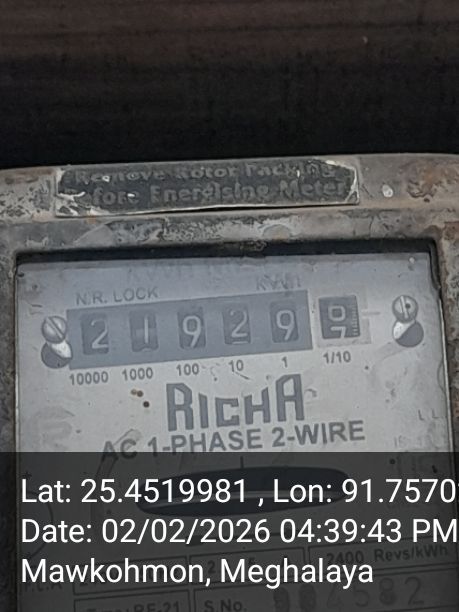 Remove Rotor Packing
Before Energising Meter
KWH
N.R. LOCK
2 1 9 2 9
10000 1000 100 10 1 1/10
RICHA
AC 1-PHASE 2-WIRE
Lat: 25.4519981 , Lon: 91.7570
Date: 02/02/2026 04:39:43 PM
2400 Revs/kWh
Mawkohmon, Meghalaya
S No.